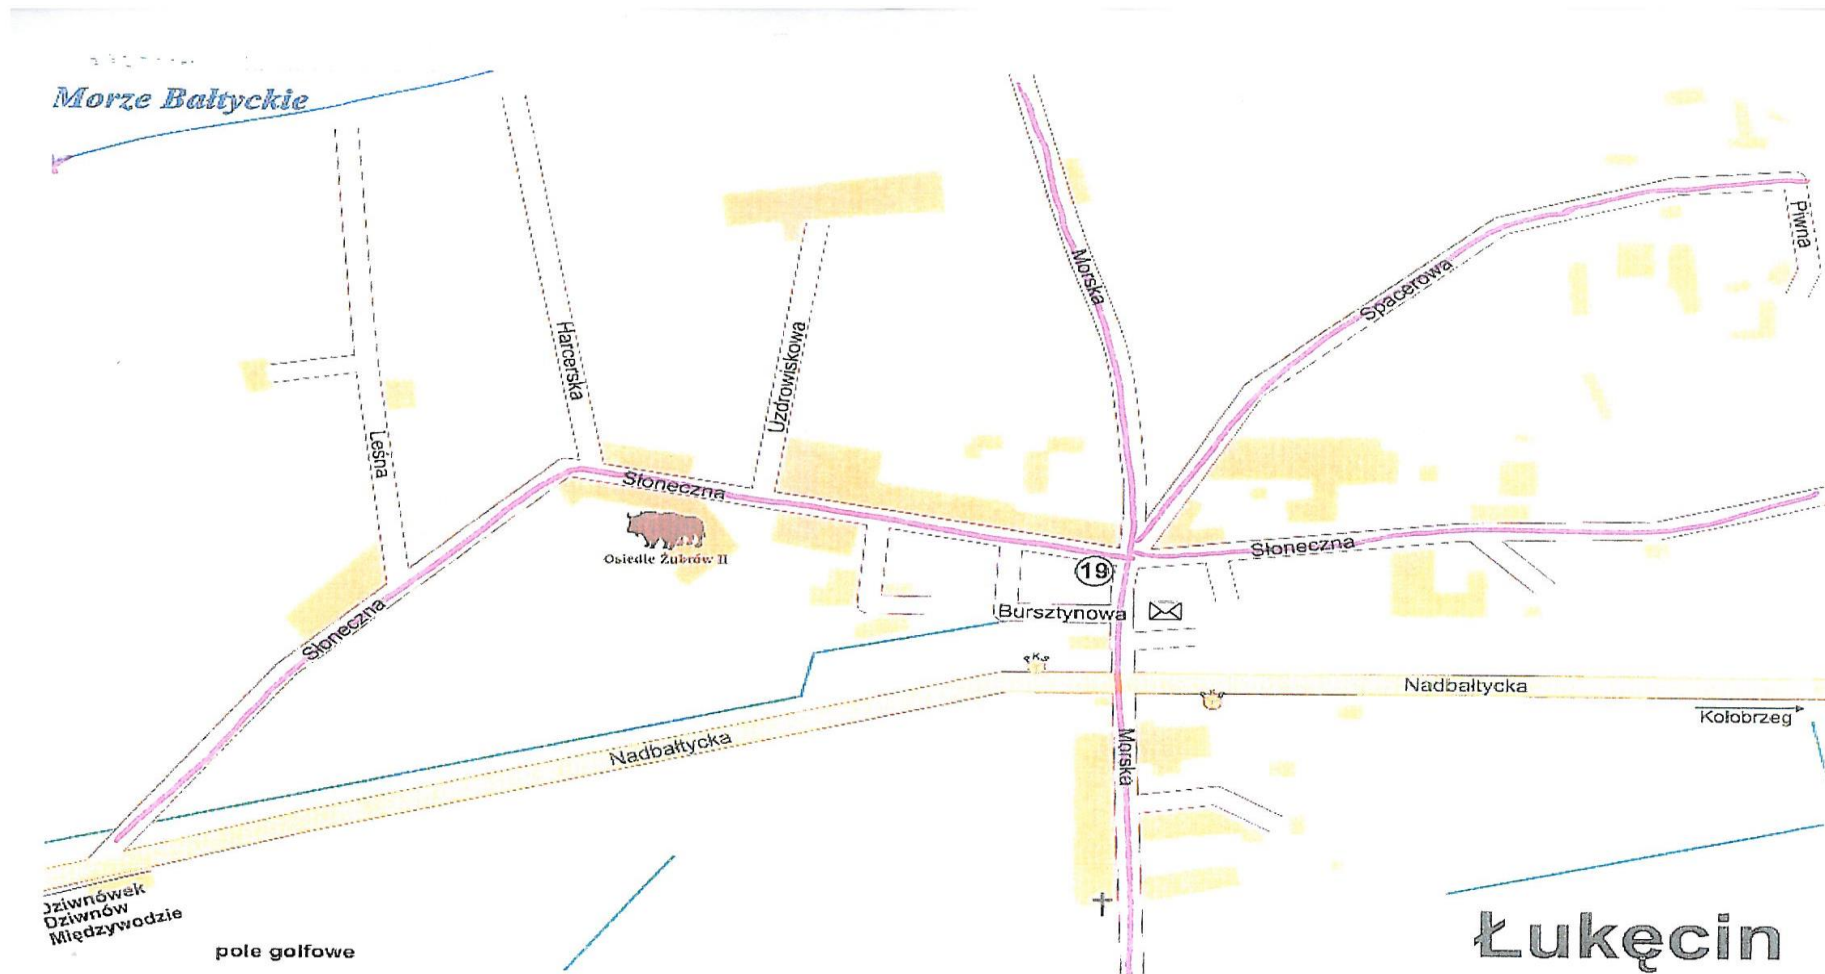 Morze Bałtyckie
Piwna
Morska
Spacerowa
Harcerska
Uzdrowiskowa
Leśna
Słoneczna
Osiedle Żubrów II
Słoneczna
19
Bursztynowa
Słoneczna
K
Nadbałtycka
K
Kołobrzeg
Nadbałtycka
Morska
Dziwnówek
Dziwnów
Międzywodzie
pole golfowe
Łukęcin